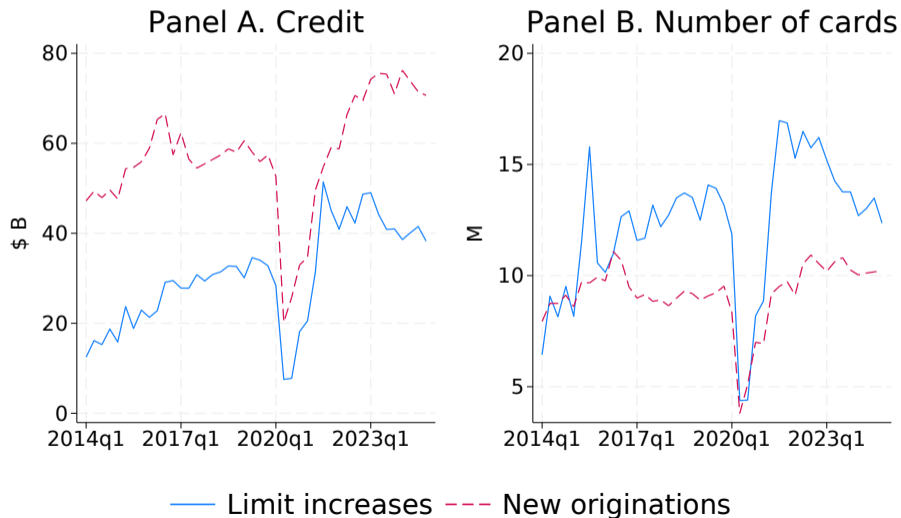 Panel A. Credit
80
60
40
20
0
$ B
2014q1 2017q1 2020q1 2023q1
Panel B. Number of cards
20
15
10
5
M
2014q1 2017q1 2020q1 2023q1
Limit increases New originations